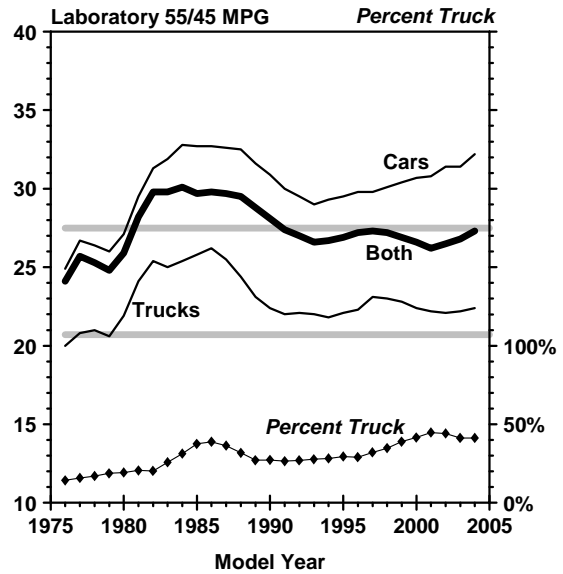 Laboratory 55/45 MPG
Percent Truck
40
35
Cars
30
Both
25
Trucks
20
100%
Percent Truck
15
50%
10
0%
1975 1980 1985 1990 1995 2000 2005
Model Year